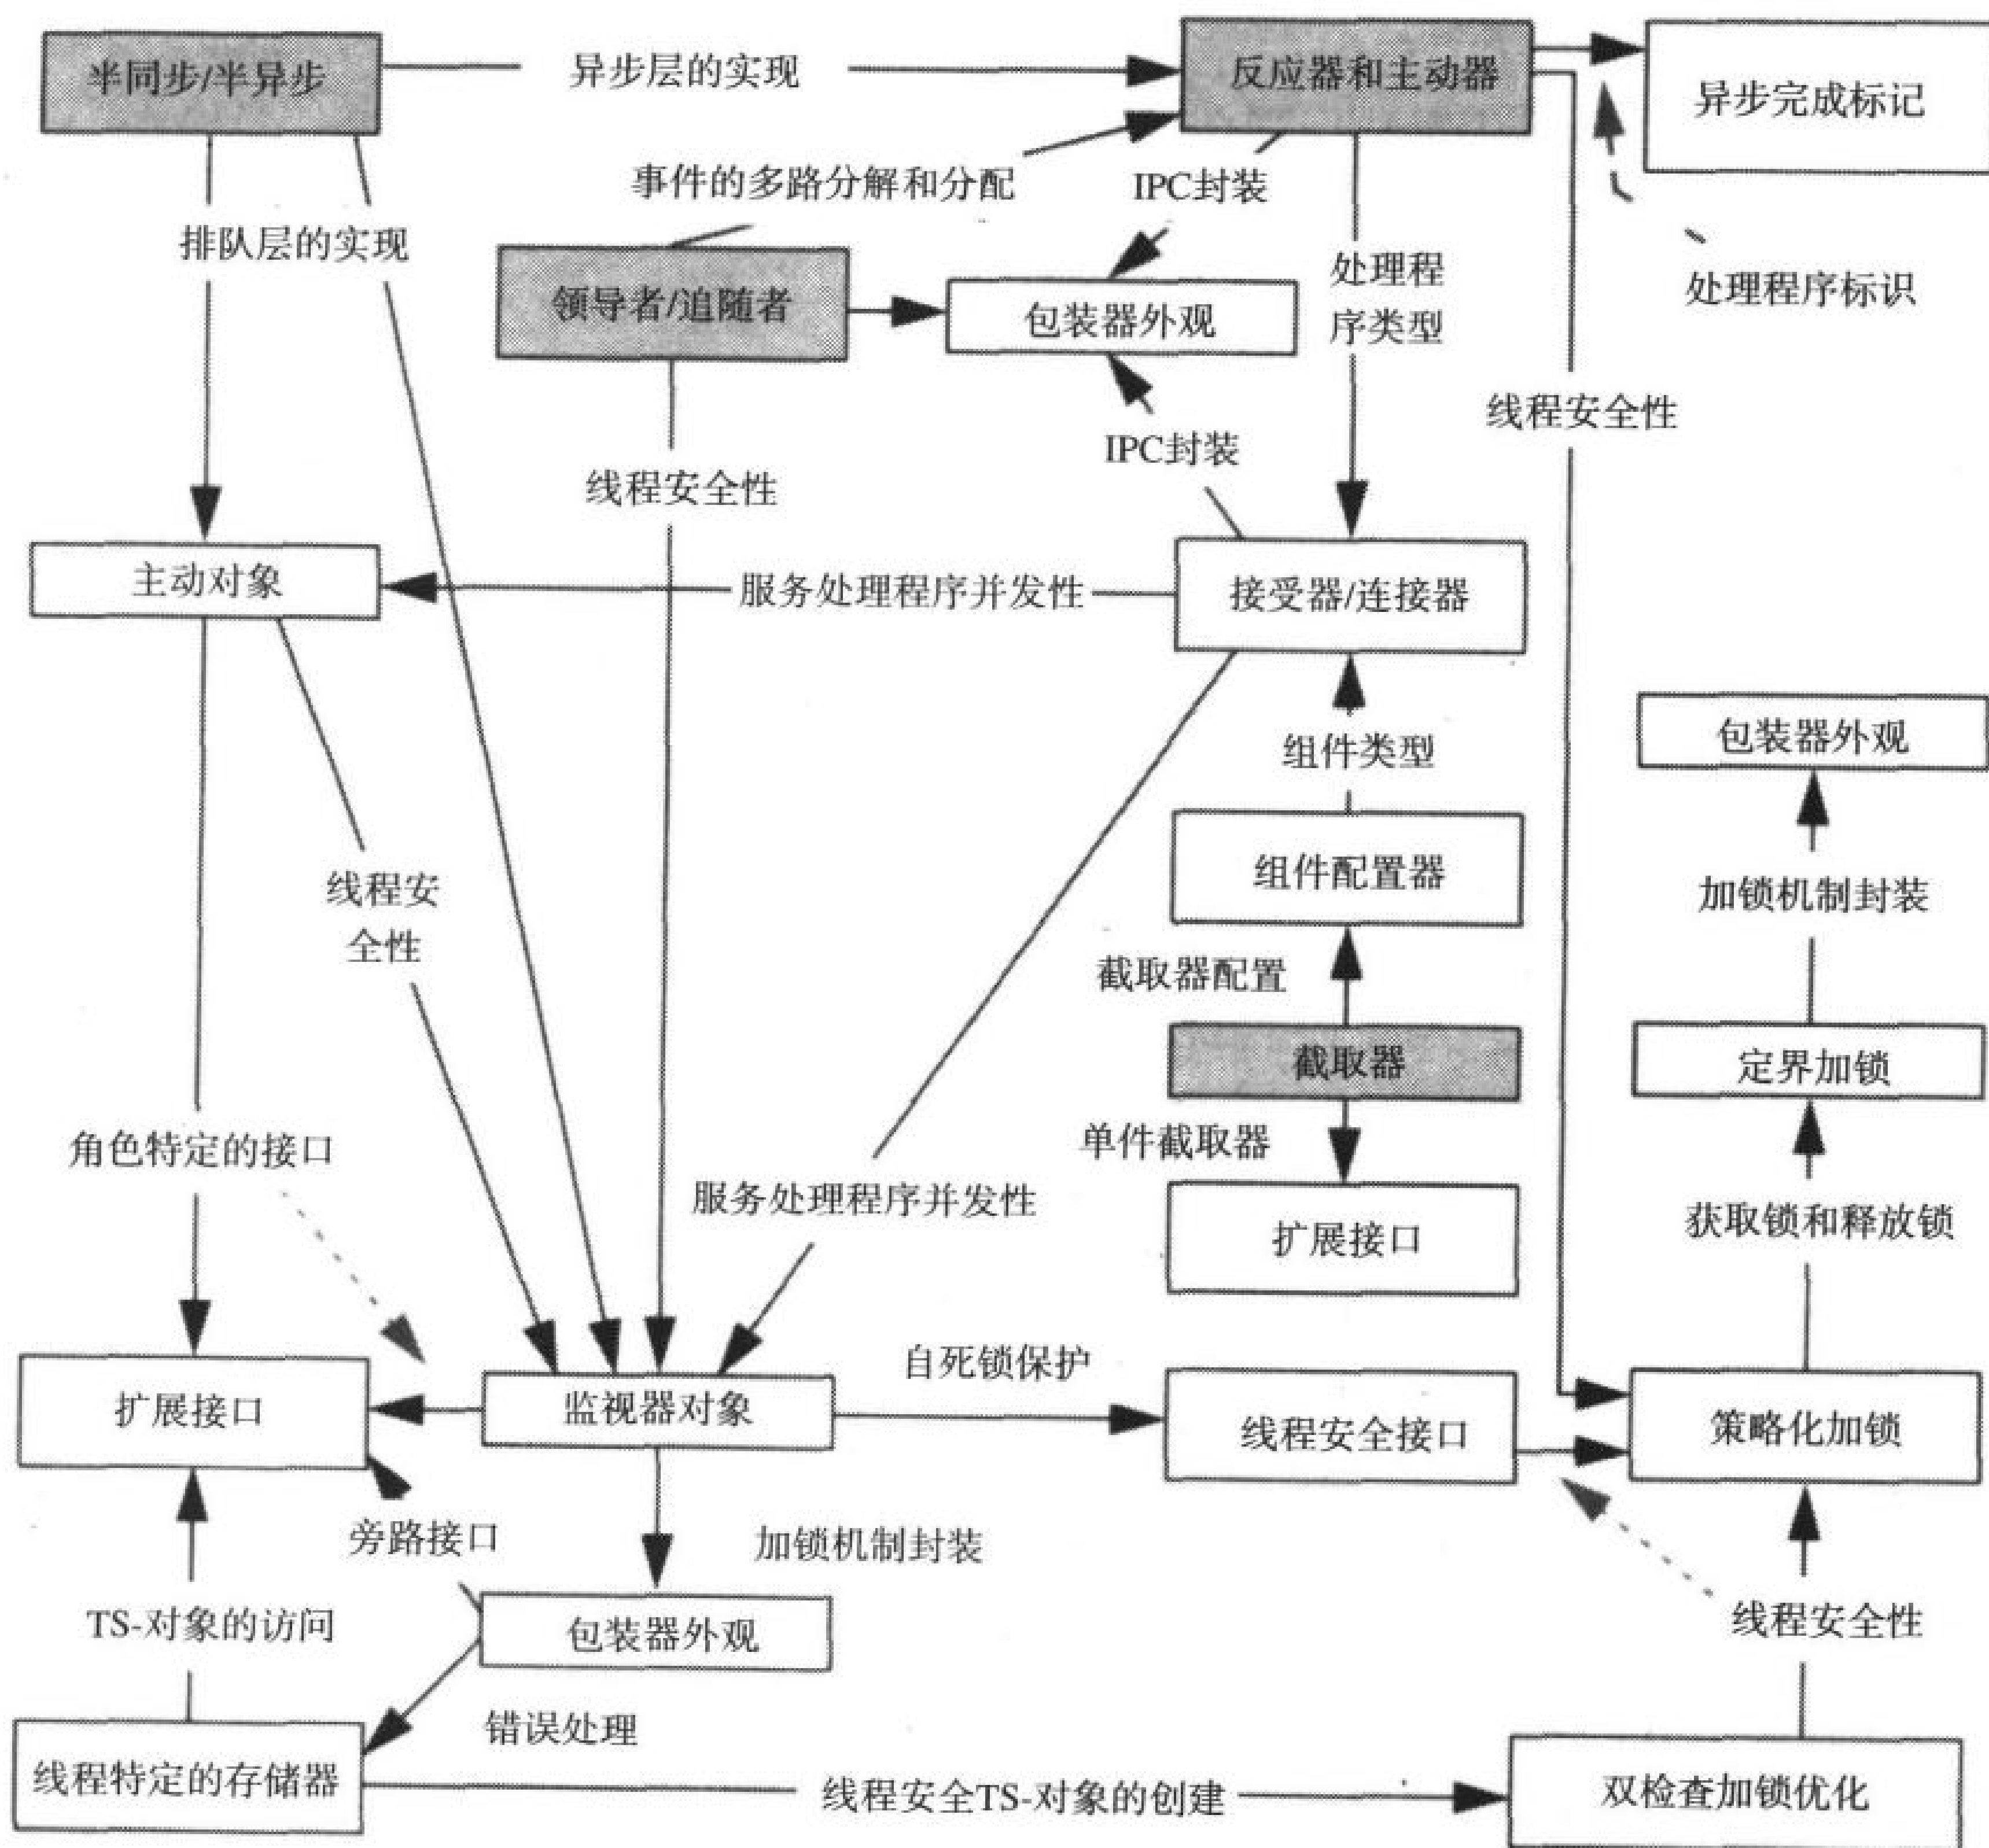 半同步/半异步
异步层的实现
反应器和主动器
异步完成标记
事件的多路分解和分配
IPC封装
排队层的实现
处理程
序类型
处理程序标识
领导者/追随者
包装器外观
线程安全性
IPC封装
线程安全性
主动对象
服务处理程序并发性
接受器/连接器
组件类型
包装器外观
组件配置器
线程安
全性
加锁机制封装
截取器配置
截取器
定界加锁
角色特定的接口
单件截取器
服务处理程序并发性
扩展接口
获取锁和释放锁
自死锁保护
扩展接口
监视器对象
线程安全接口
策略化加锁
旁路接口
加锁机制封装
TS-对象的访问
包装器外观
线程安全性
错误处理
线程特定的存储器
线程安全TS-对象的创建
双检查加锁优化